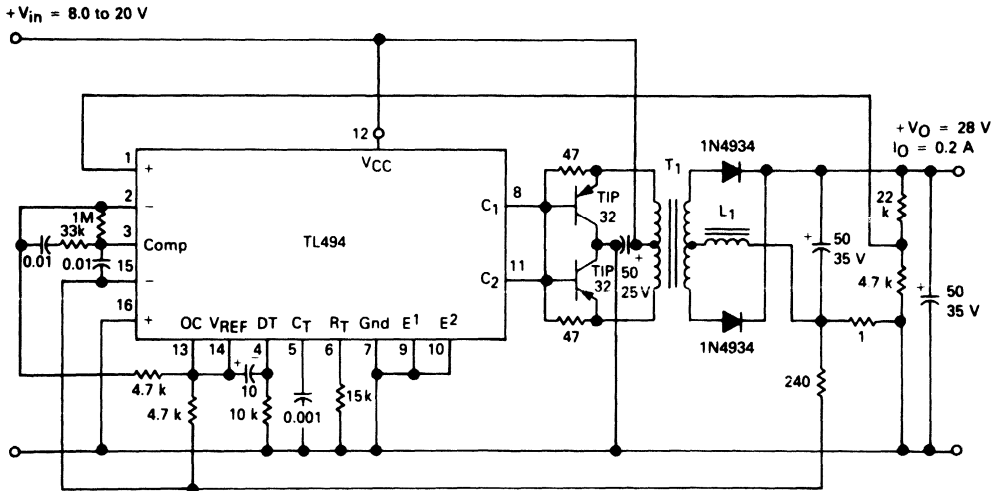 +Vin = 8.0 to 20 V
+VO = 28 V
IO = 0.2 A
12
VCC
47
T1
1N4934
1
+
2
−
1M
33k
3
Comp
0.01
0.01
15
−
16
+
TL494
C1
8
C2
11
TIP
32
TIP
32
+
50
25 V
47
L1
1N4934
22
k
+
50
35 V
4.7 k
+
50
35 V
1
240
OC
VREF
DT
CT
RT
Gnd
E1
E2
13
14
4
5
6
7
9
10
+
−
10
4.7 k
4.7 k
10 k
0.001
15k